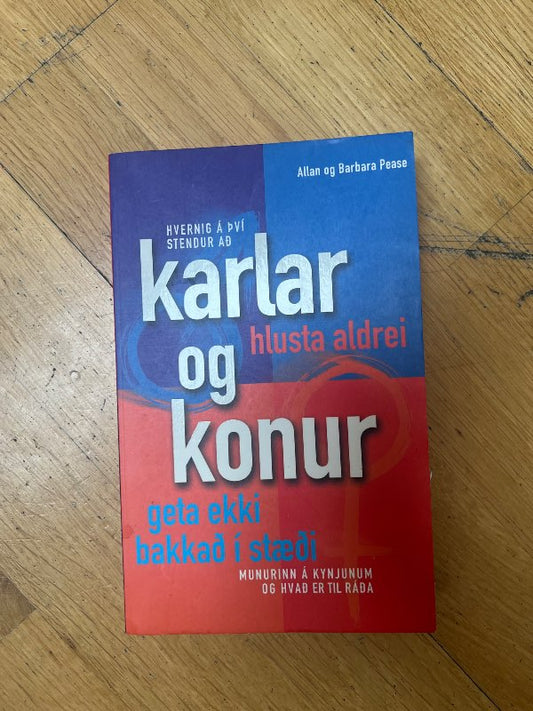 Allan og Barbara Pease
HVERNIG Á ÞVÍ
STENDUR AÐ
karlar
hlusta aldrei
og
konur
geta ekki
bakkað í stæði
MUNURINN Á KYNJUNUM
OG HVAÐ ER TIL RÁÐA